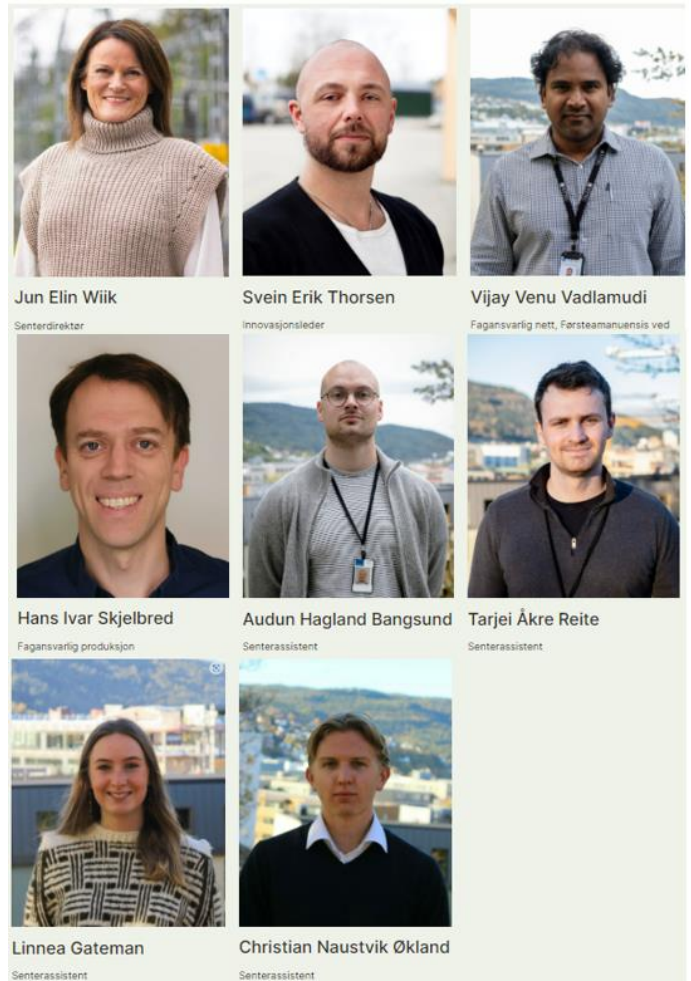 Jun Elin Wiik
Senterdirektør
Svein Erik Thorsen
Innovasjonsleder
Vijay Venu Vadlamudi
Fagansvarlig nett, Førsteamanuensis ved
Hans Ivar Skjelbred
Fagansvarlig produksjon
Audun Hagland Bangsund
Senterassistent
Tarjei Åkre Reite
Senterassistent
Linnea Gateman
Senterassistent
Christian Naustvik Økland
Senterassistent